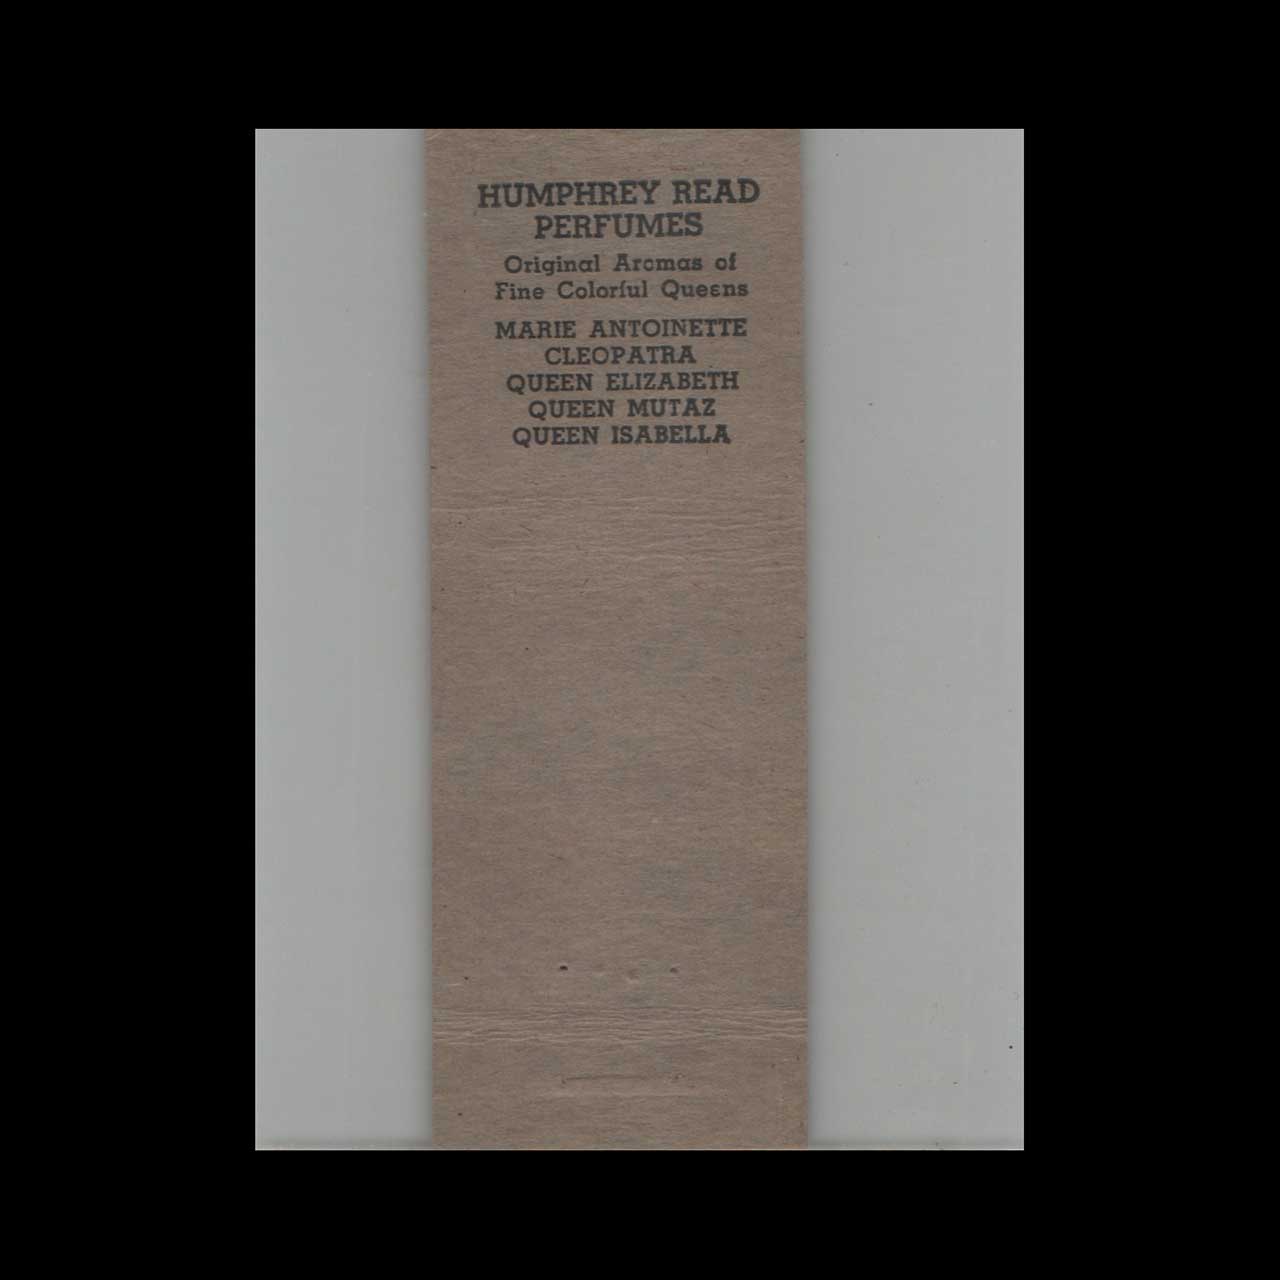 HUMPHREY READ
PERFUMES
Original Aromas of
Fine Colorful Queens
MARIE ANTOINETTE
CLEOPATRA
QUEEN ELIZABETH
QUEEN MUTAZ
QUEEN ISABELLA